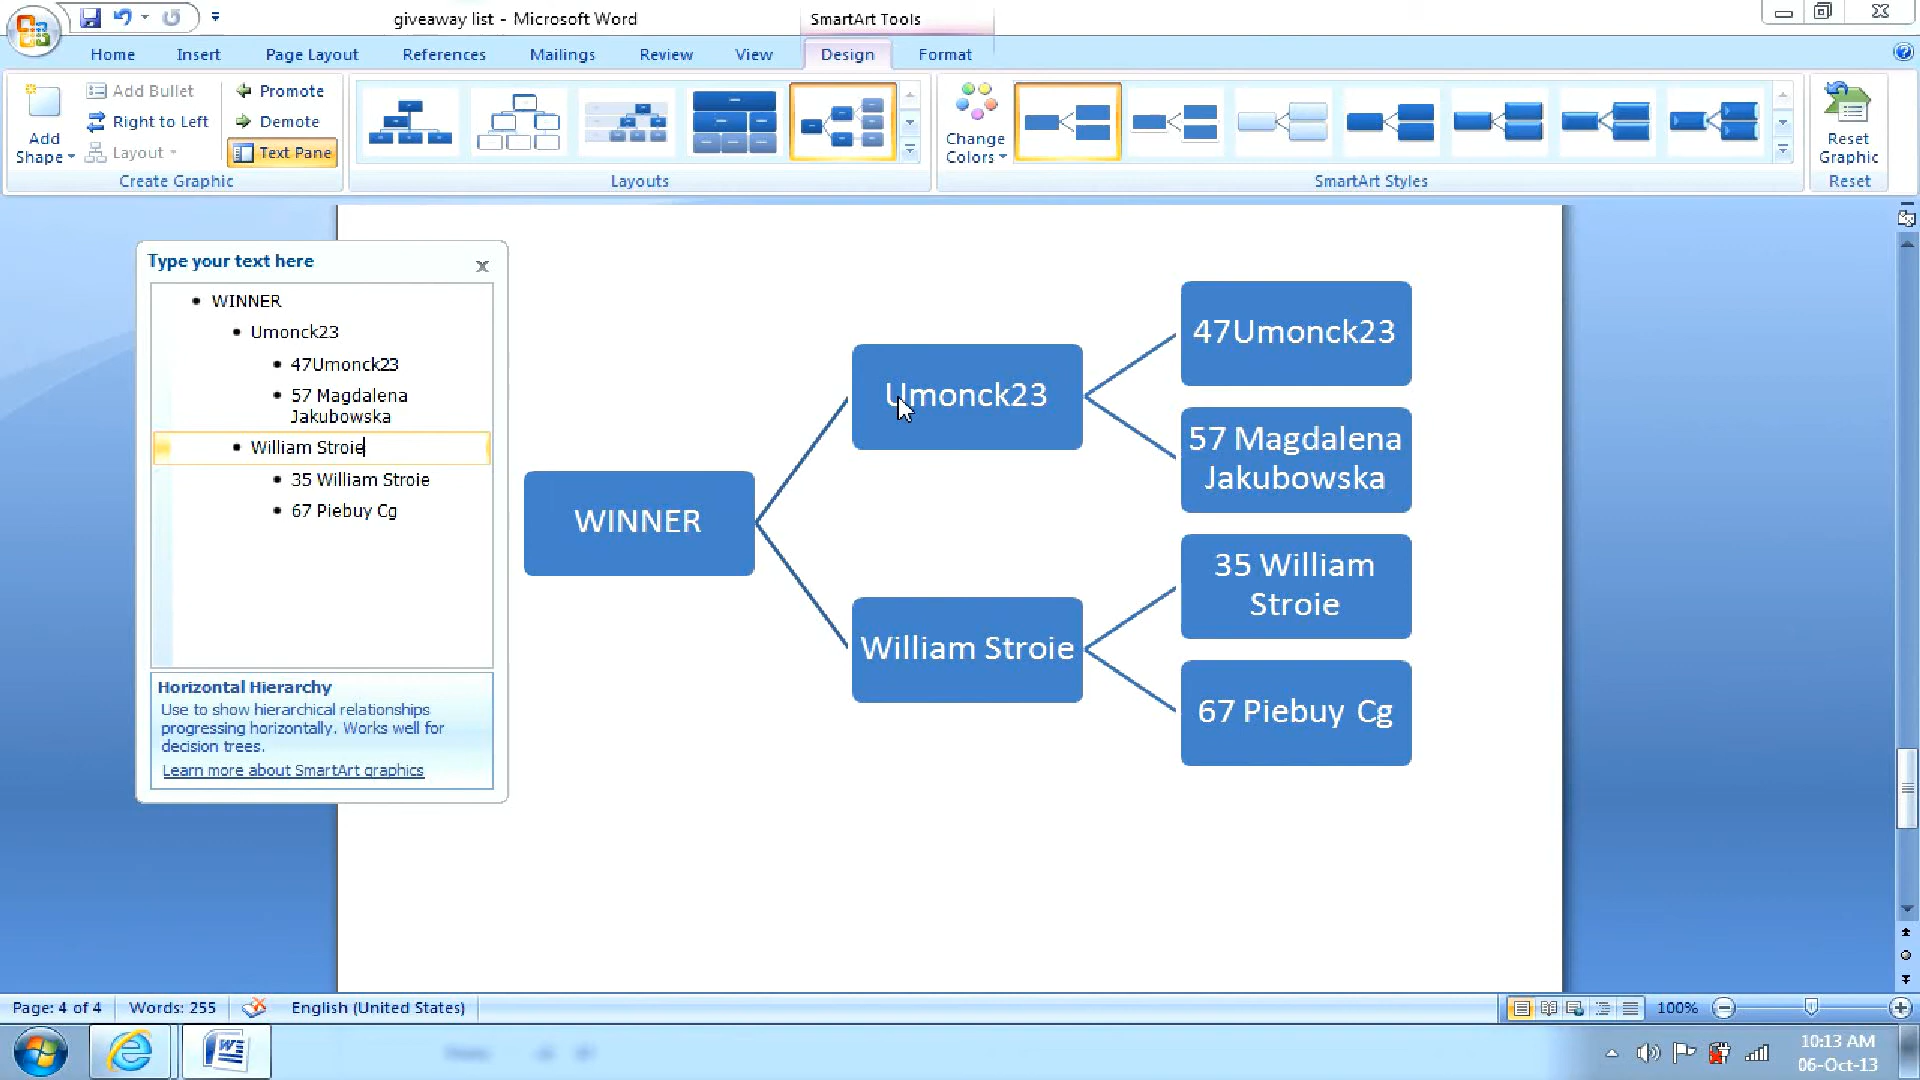 giveaway list - Microsoft Word
SmartArt Tools
Home Insert Page Layout References Mailings Review View Design Format
Add Shape
Add Bullet
Right to Left
Layout
Promote
Demote
Text Pane
Create Graphic
Layouts
Change Colors
SmartArt Styles
Reset Graphic
Reset
Type your text here
WINNER
Umonck23
47Umonck23
57 Magdalena
Jakubowska
William Stroie
35 William Stroie
67 Piebuy Cg
Horizontal Hierarchy
Use to show hierarchical relationships
progressing horizontally. Works well for
decision trees.
Learn more about SmartArt graphics
WINNER
Umonck23
William Stroie
47Umonck23
57 Magdalena
Jakubowska
35 William
Stroie
67 Piebuy Cg
Page: 4 of 4 Words: 255 English (United States) 100%
10:13 AM
06-Oct-13